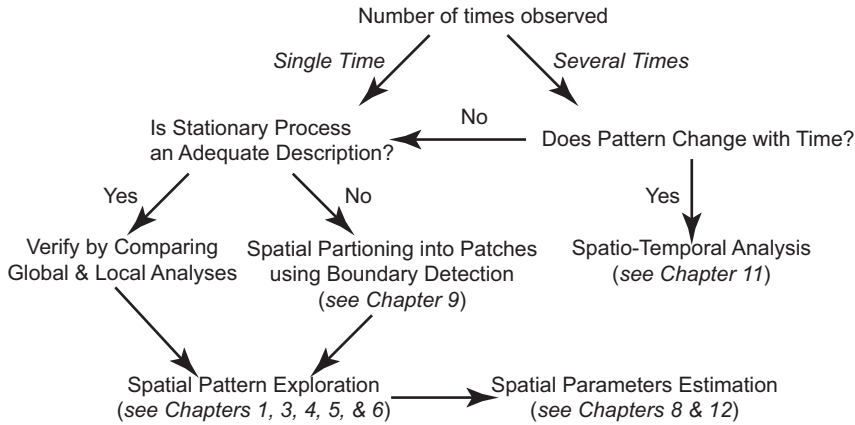 Number of times observed
Single Time
Several Times
No
Is Stationary Process
an Adequate Description?
Does Pattern Change with Time?
Yes
No
Yes
Verify by Comparing
Global & Local Analyses
Spatial Partioning into Patches
using Boundary Detection
(see Chapter 9)
Spatio-Temporal Analysis
(see Chapter 11)
Spatial Pattern Exploration
(see Chapters 1, 3, 4, 5, & 6)
Spatial Parameters Estimation
(see Chapters 8 & 12)